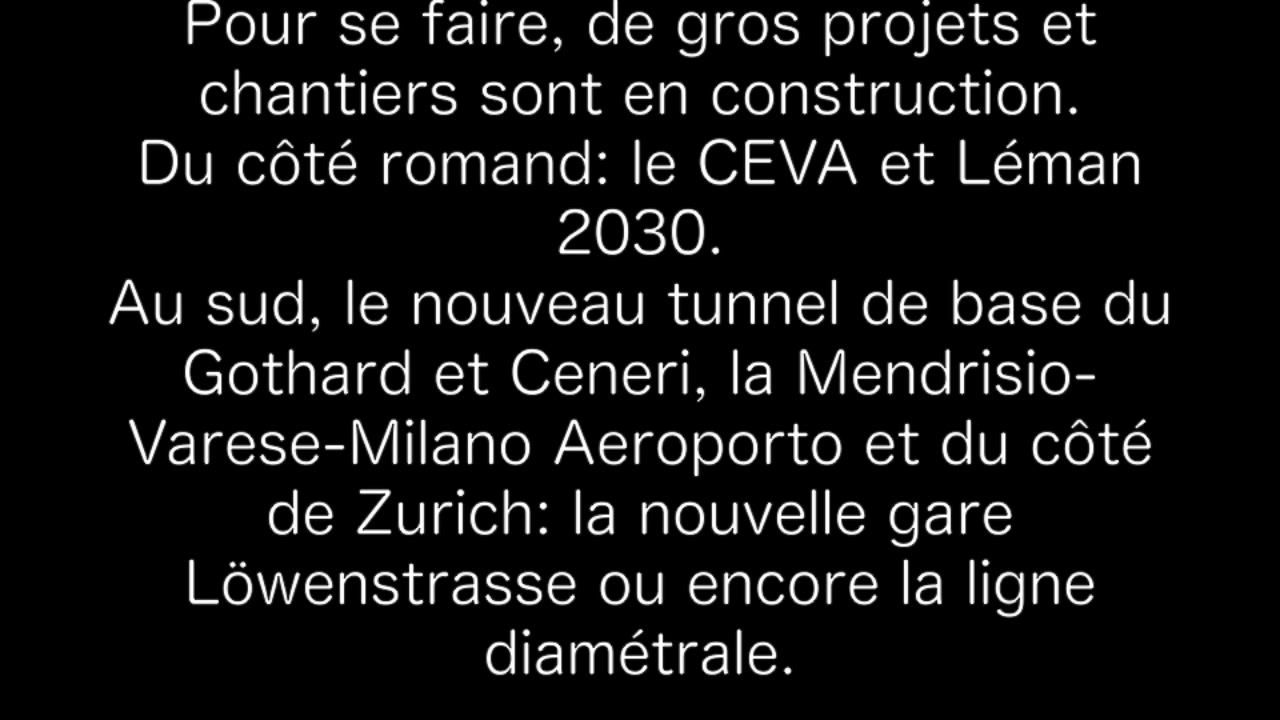 Pour se faire, de gros projets et
chantiers sont en construction.
Du côté romand: le CEVA et Léman
2030.
Au sud, le nouveau tunnel de base du
Gothard et Ceneri, la Mendrisio-
Varese-Milano Aeroporto et du côté
de Zurich: la nouvelle gare
Löwenstrasse ou encore la ligne
diamétrale.